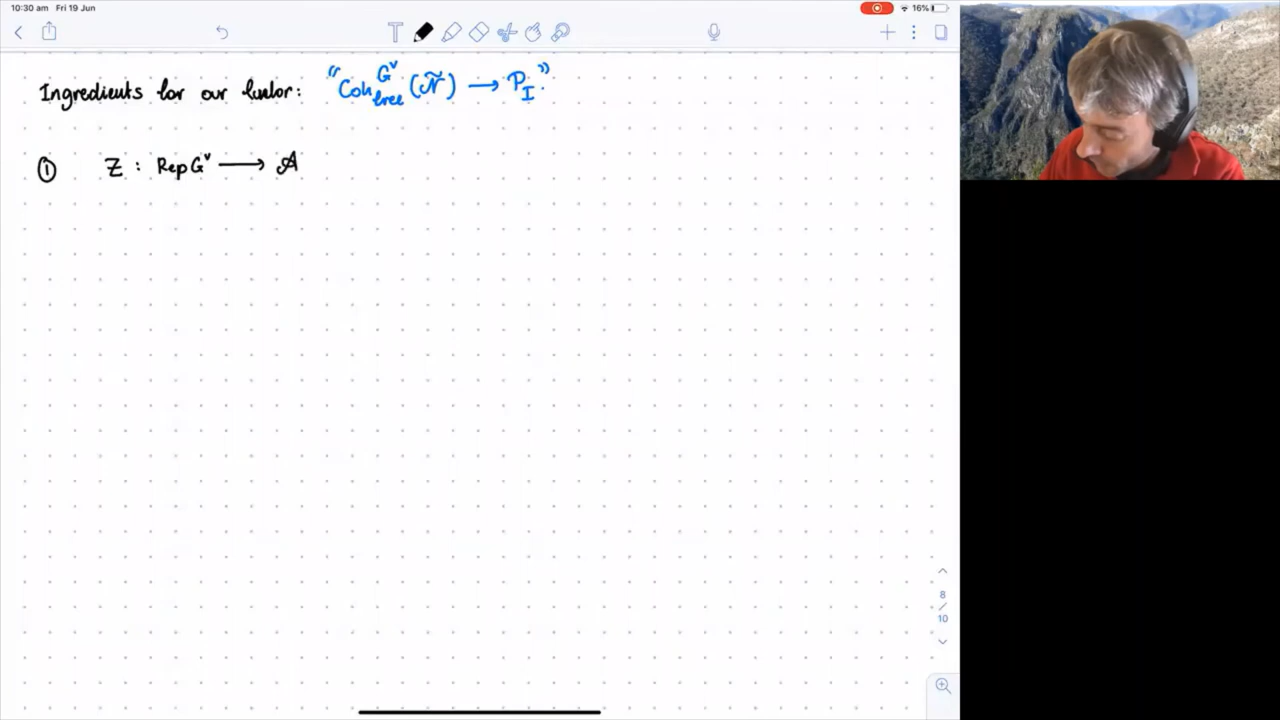 10:30 am Fri 19 Jun
16%
Ingredients for our functor: "Coh^{G^∨}_{free}(Ñ) → P_I"
① Z : Rep G^∨ → A
8
/
10